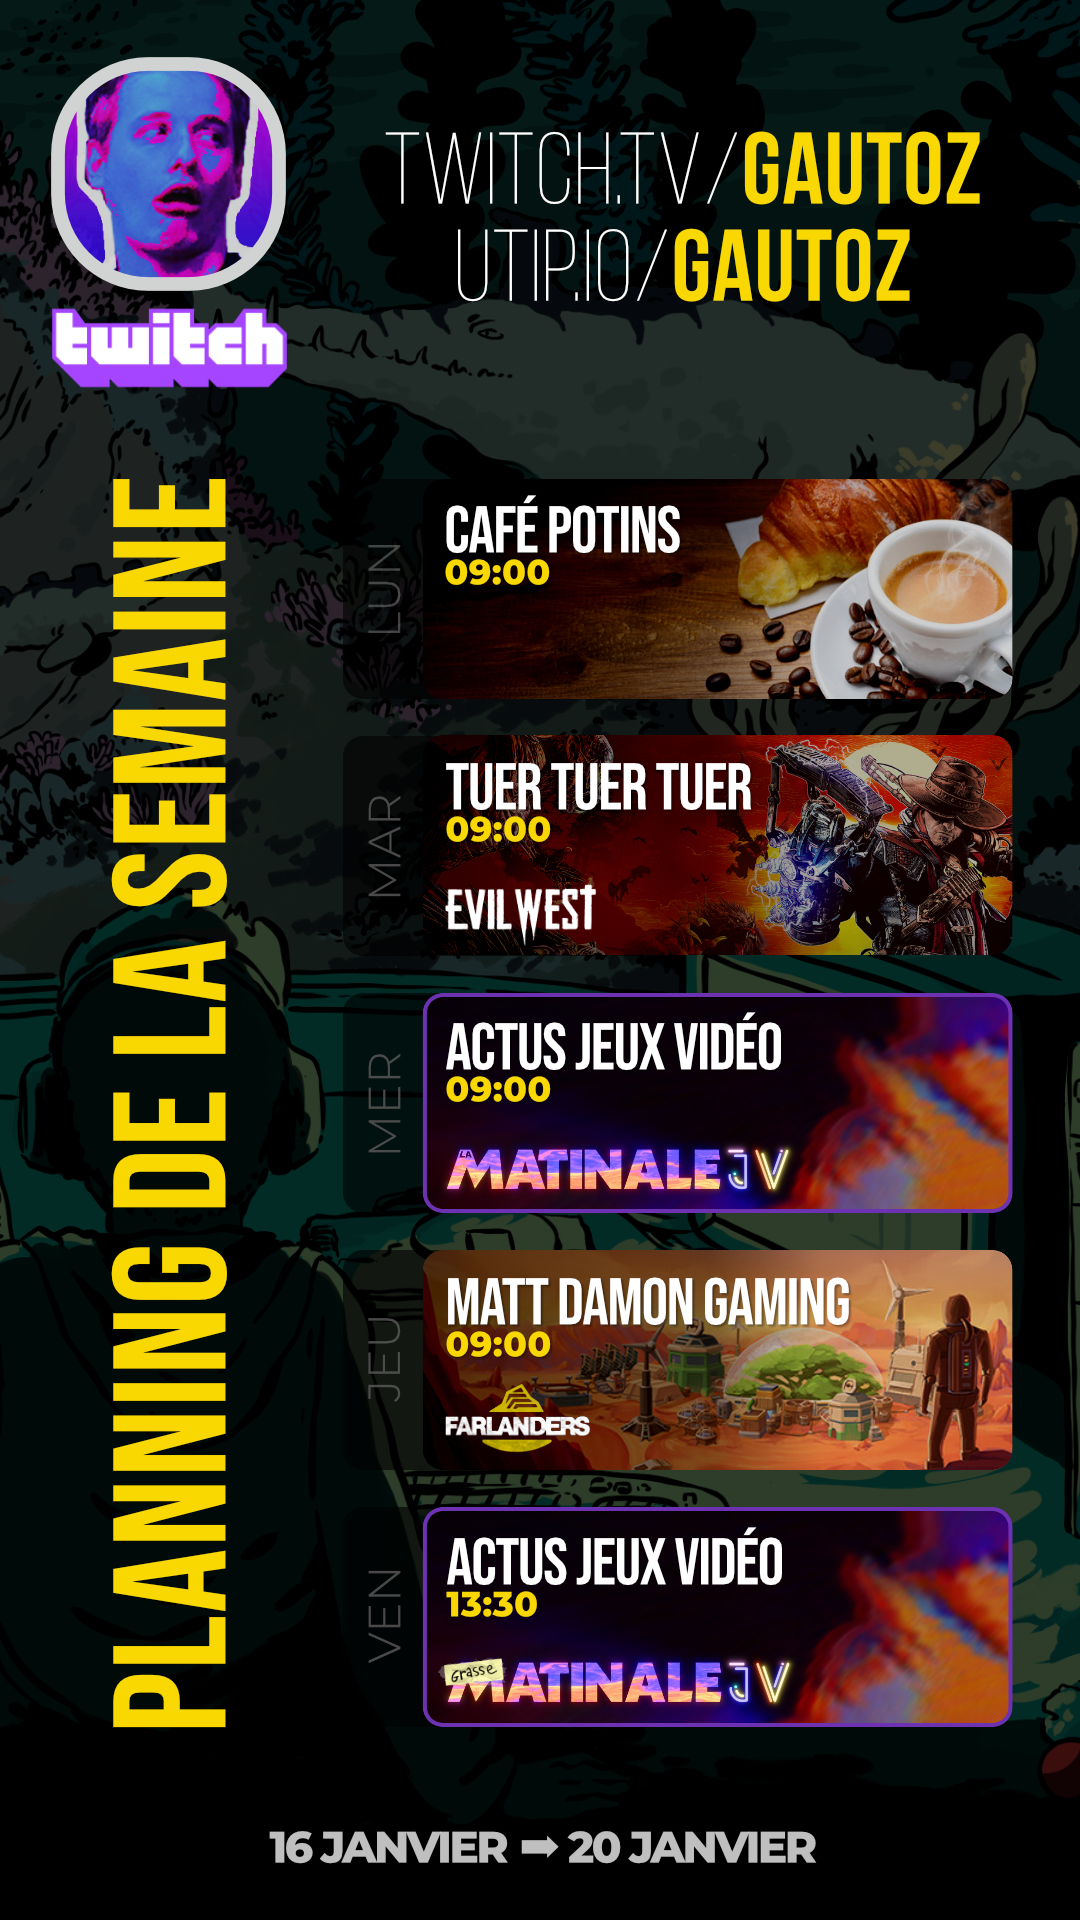 TWITCH.TV/GAUTOZ
UTIP.IO/GAUTOZ
twitch
PLANNING DE LA SEMAINE
LUN
CAFÉ POTINS
09:00
MAR
TUER TUER TUER
09:00
EVIL WEST
MER
ACTUS JEUX VIDÉO
09:00
LA MATINALE JV
JEU
MATT DAMON GAMING
09:00
FARLANDERS
VEN
ACTUS JEUX VIDÉO
13:30
Grasse MATINALE JV
16 JANVIER ➡ 20 JANVIER